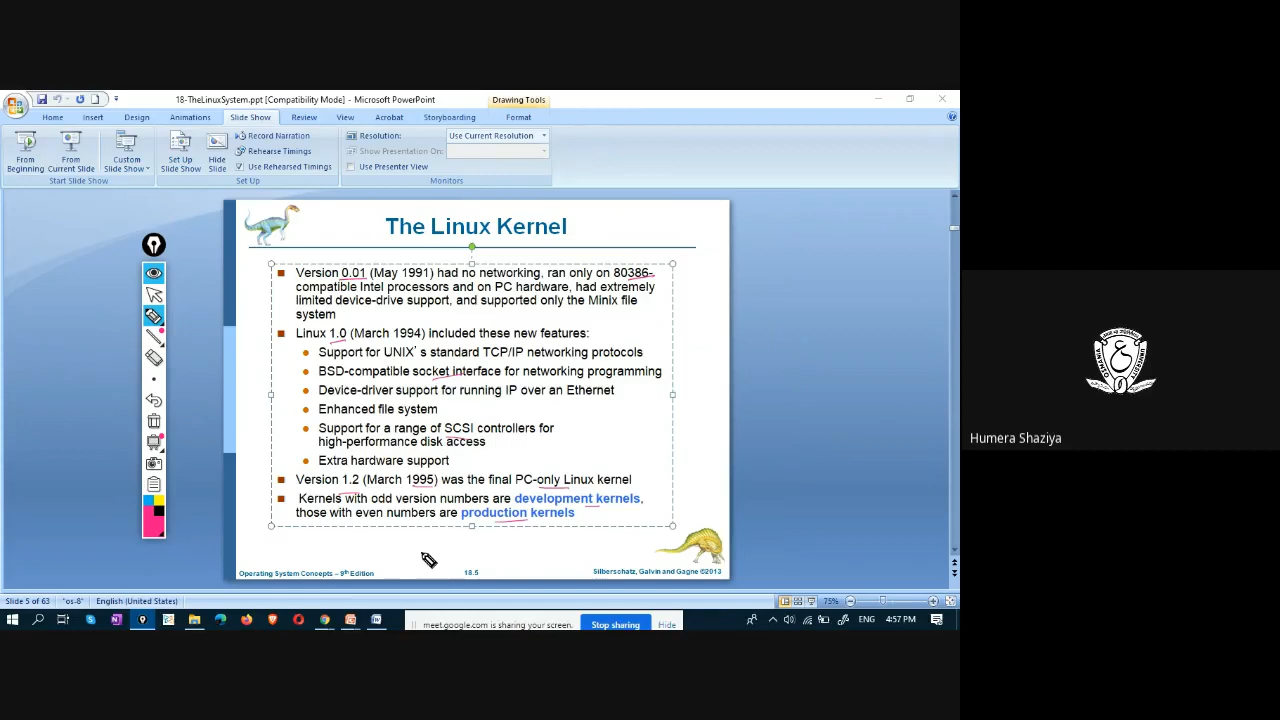 18-TheLinuxSystem.ppt [Compatibility Mode] - Microsoft PowerPoint
Drawing Tools
Home Insert Design Animations Slide Show Review View Acrobat Storyboarding Format
From Beginning
From Current Slide
Custom Slide Show
Start Slide Show
Set Up Slide Show
Hide Slide
Record Narration
Rehearse Timings
Use Rehearsed Timings
Set Up
Resolution: Use Current Resolution
Show Presentation On:
Use Presenter View
Monitors
The Linux Kernel
Version 0.01 (May 1991) had no networking, ran only on 80386-
compatible Intel processors and on PC hardware, had extremely
limited device-drive support, and supported only the Minix file
system
Linux 1.0 (March 1994) included these new features:
Support for UNIX's standard TCP/IP networking protocols
BSD-compatible socket interface for networking programming
Device-driver support for running IP over an Ethernet
Enhanced file system
Support for a range of SCSI controllers for
high-performance disk access
Extra hardware support
Version 1.2 (March 1995) was the final PC-only Linux kernel
Kernels with odd version numbers are development kernels,
those with even numbers are production kernels
Operating System Concepts – 9th Edition
18.5
Silberschatz, Galvin and Gagne ©2013
Humera Shaziya
Slide 5 of 63 "os-8" English (United States) 75%
meet.google.com is sharing your screen. Stop sharing Hide
ENG 4:57 PM